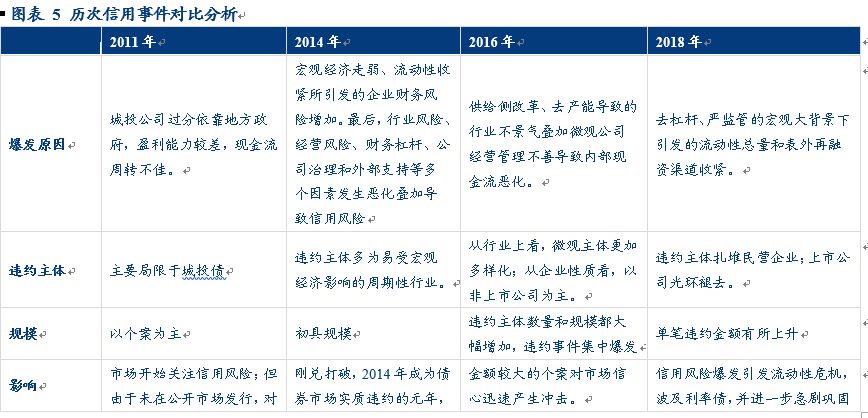 图表 5 历次信用事件对比分析
2011 年
2014 年
2016 年
2018 年
爆发原因
城投公司过分依靠地方政
府，盈利能力较差，现金流
周转不佳。
宏观经济走弱、流动性收
紧所引发的企业财务风
险增加。最后，行业风险、
经营风险、财务杠杆、公
司治理和外部支持等多
个因素发生恶化叠加导
致信用风险
供给侧改革、去产能导致的
行业不景气叠加微观公司
经营管理不善导致内部现
金流恶化。
去杠杆、严监管的宏观大背景下
引发的流动性总量和表外再融
资渠道收紧。
违约主体
主要局限于城投债
违约主体多为易受宏观
经济影响的周期性行业。
从行业上看，微观主体更加
多样化；从企业性质看，以
非上市公司为主。
违约主体扎堆民营企业；上市公
司光环褪去。
规模
以个案为主
初具规模
违约主体数量和规模都大
幅增加，违约事件集中爆发
单笔违约金额有所上升
影响
市场开始关注信用风险；但
由于未在公开市场发行，对
刚兑打破，2014 年成为债
券市场实质违约的元年，
金额较大的个案对市场信
心迅速产生冲击。
信用风险爆发引发流动性危机，
波及利率债，并进一步急剧巩固